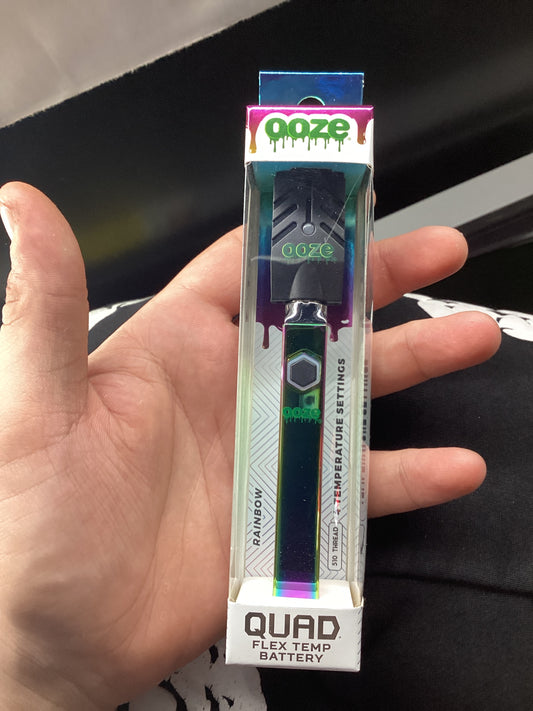 ooze
ooze
ooze
RAINBOW
4 TEMPERATURE SETTINGS
510 THREAD
QUAD
FLEX TEMP
BATTERY